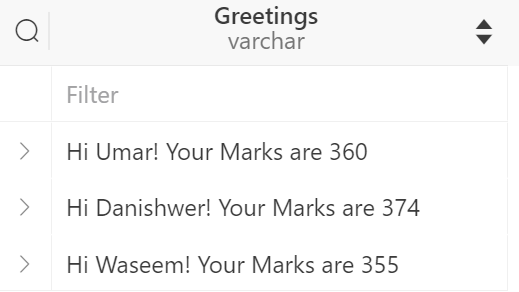 Greetings
varchar
Filter
Hi Umar! Your Marks are 360
Hi Danishwer! Your Marks are 374
Hi Waseem! Your Marks are 355